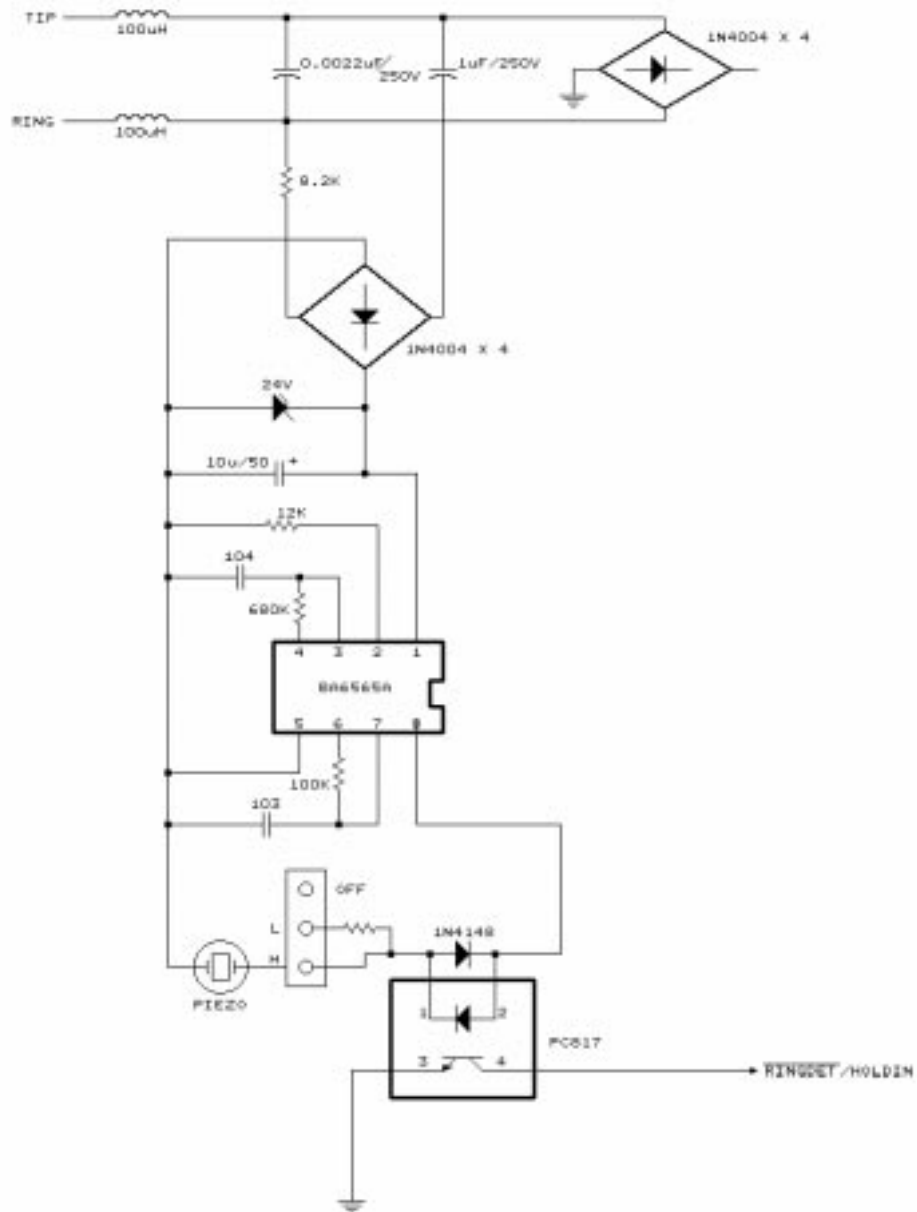 TIP
100uH
0.0022uF/
250V
1uF/250V
1N4004 X 4
RING
100uH
8.2K
1N4004 X 4
24V
10u/50 +
12K
104
680K
4 3 2 1
BA6565A
5 6 7 8
100K
103
OFF
L
1N4148
H
PIEZO
1 2
PC817
3 4
RINGDET/HOLDIN